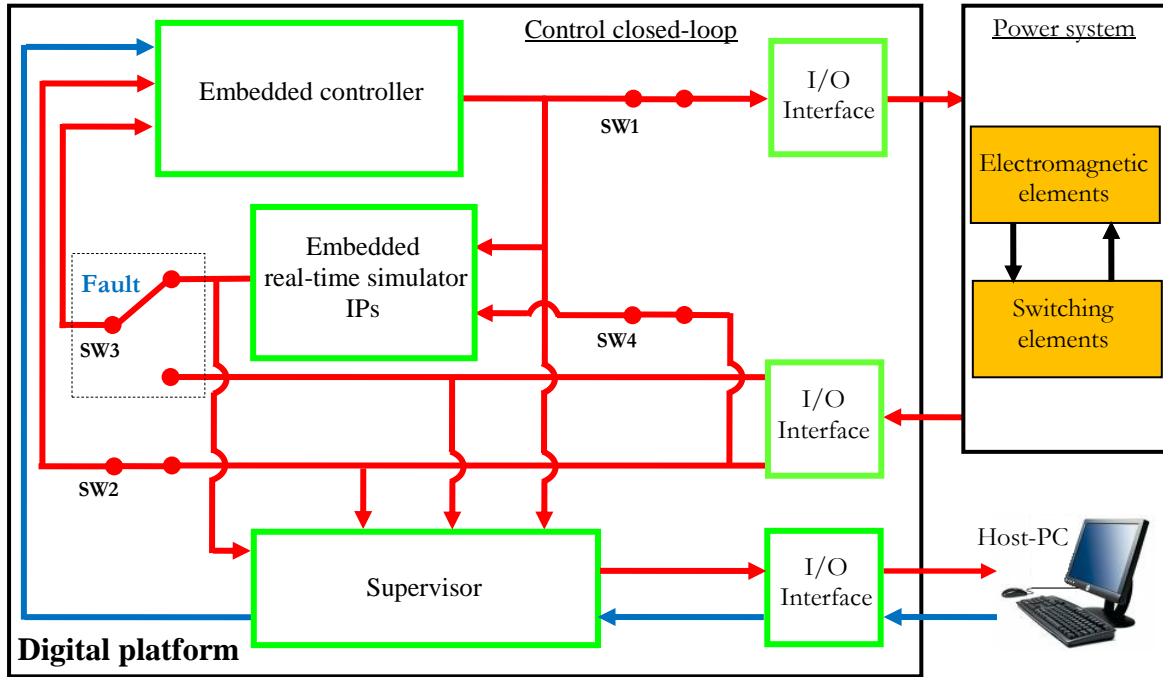 Control closed-loop
Power system
Embedded controller
I/O
Interface
SW1
Electromagnetic
elements
Embedded
real-time simulator
IPs
Fault
SW3
SW4
Switching
elements
I/O
Interface
SW2
Supervisor
I/O
Interface
Host-PC
Digital platform